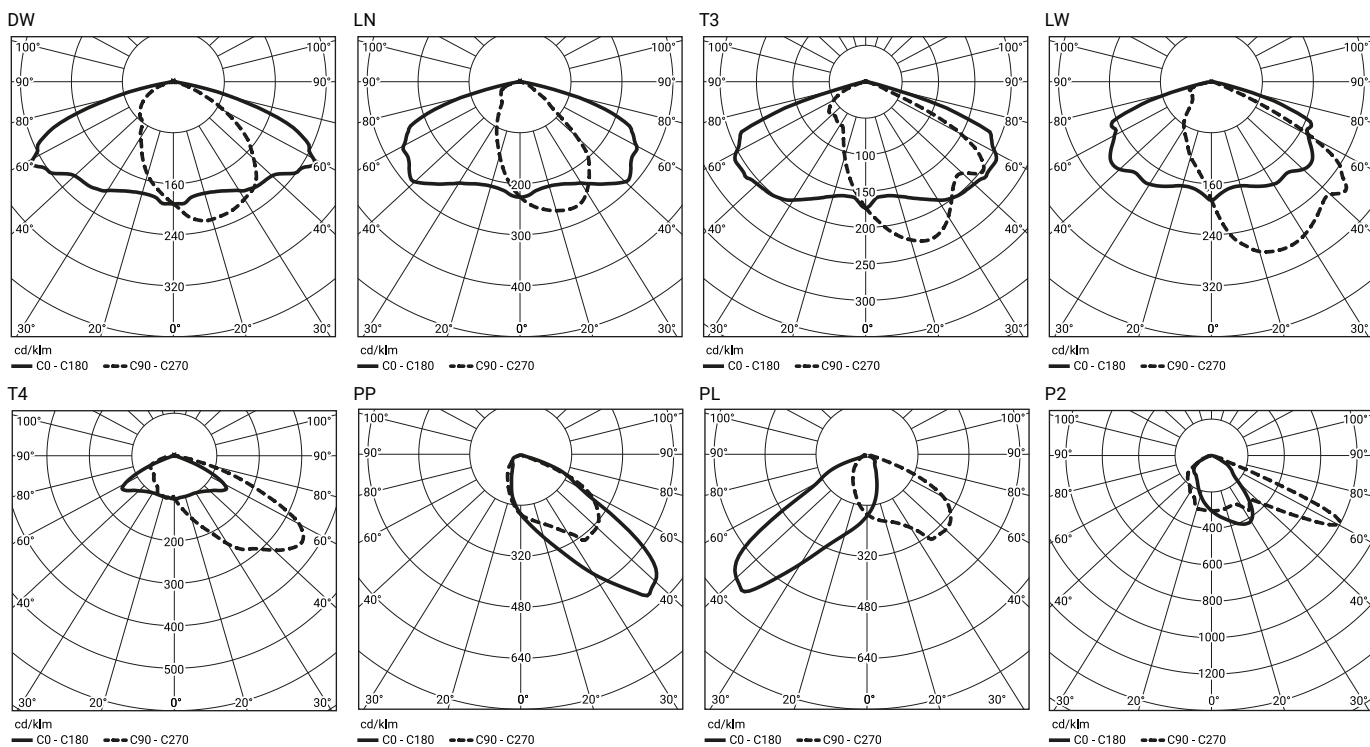 DW
LN
T3
LW
100° 100° 100° 100° 100° 100° 100° 100°
90° 90° 90° 90° 90° 90° 90° 90°
80° 80° 80° 80° 80° 80° 80° 80°
100
60° 60° 60° 60° 60° 60° 60° 60°
160 200 150 160
200
40° 40° 40° 40° 40° 40° 40° 40°
240 300 240
250
320 400 300 320
30° 20° 0° 20° 30° 30° 20° 0° 20° 30° 30° 20° 0° 20° 30° 30° 20° 0° 20° 30°
cd/klm cd/klm cd/klm cd/klm
C0 - C180 C90 - C270 C0 - C180 C90 - C270 C0 - C180 C90 - C270 C0 - C180 C90 - C270
T4
PP
PL
P2
100° 100° 100° 100° 100° 100° 100° 100°
90° 90° 90° 90° 90° 90° 90° 90°
80° 80° 80° 80° 80° 80° 80° 80°
60° 60° 60° 60° 60° 60° 60° 60°
200 320 320 400
300 600
40° 40° 40° 40° 40° 40° 40° 40°
400 480 480 800
1000
500 640 640 1200
30° 20° 0° 20° 30° 30° 20° 0° 20° 30° 30° 20° 0° 20° 30° 30° 20° 0° 20° 30°
cd/klm cd/klm cd/klm cd/klm
C0 - C180 C90 - C270 C0 - C180 C90 - C270 C0 - C180 C90 - C270 C0 - C180 C90 - C270